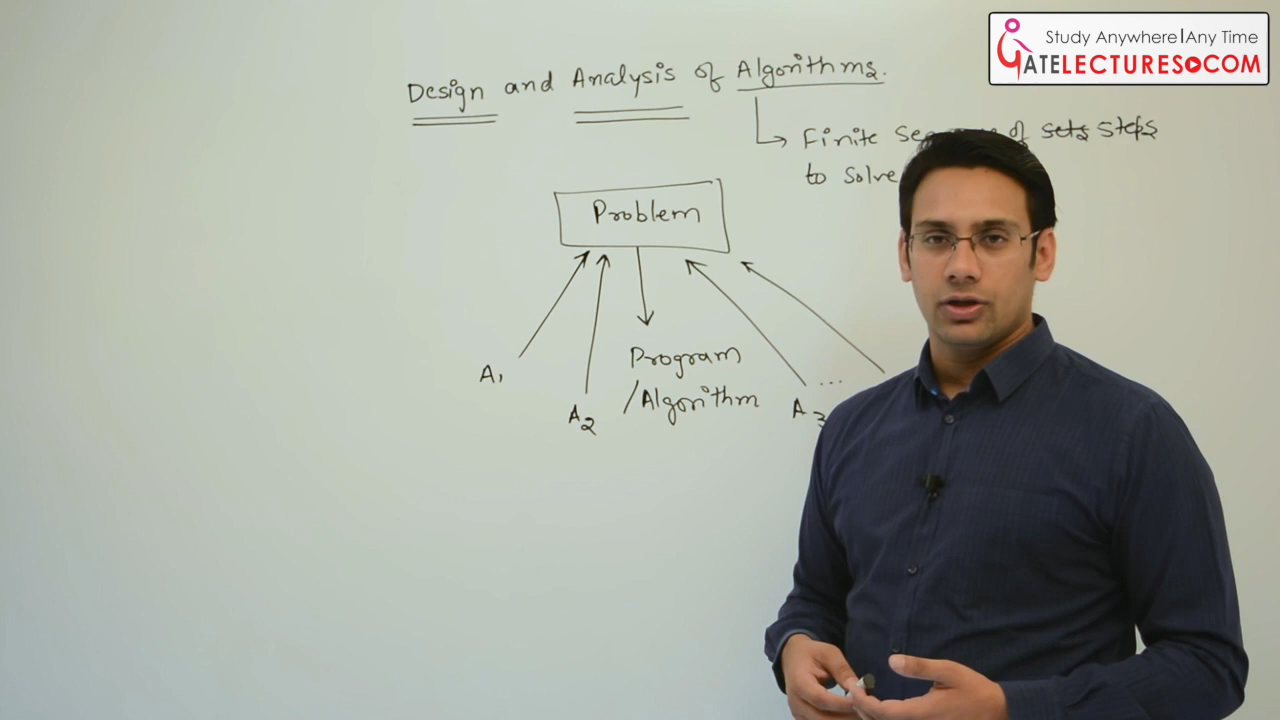 Study Anywhere|Any Time
GATELECTURES.COM
Design and Analysis of Algorithms.
Finite of sets steps
to solve
Problem
Program
/Algorithm
A1
...
A2
A3